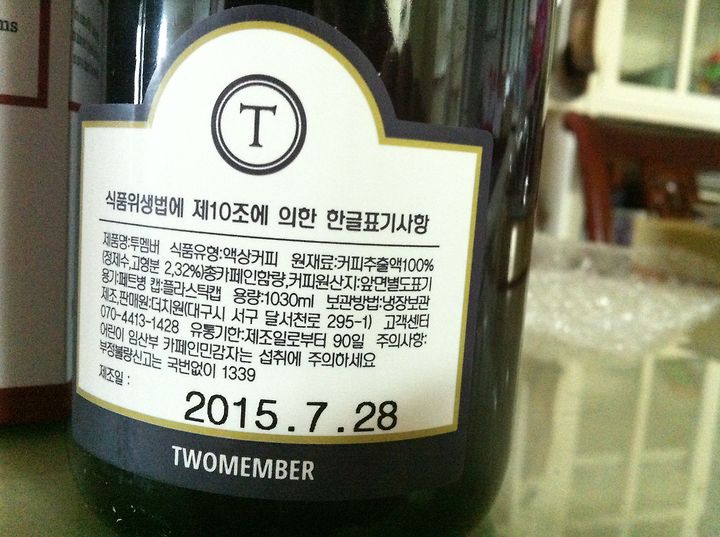 ns
T
식품위생법에 제10조에 의한 한글표기사항
제품명:투멤버 식품유형:액상커피 원재료:커피추출액100%
(정제수,고형분 2,32%)총카페인함량,커피원산지:앞면별도표기
용기:페트병 캡:플라스틱캡 용량:1030ml 보관방법:냉장보관
제조,판매원:더치원(대구시 서구 달서천로 295-1) 고객센터
070-4413-1428 유통기한:제조일로부터 90일 주의사항:
어린이 임산부 카페인민감자는 섭취에 주의하세요
부정불량신고는 국번없이 1339
제조일 :
2015.7.28
TWOMEMBER